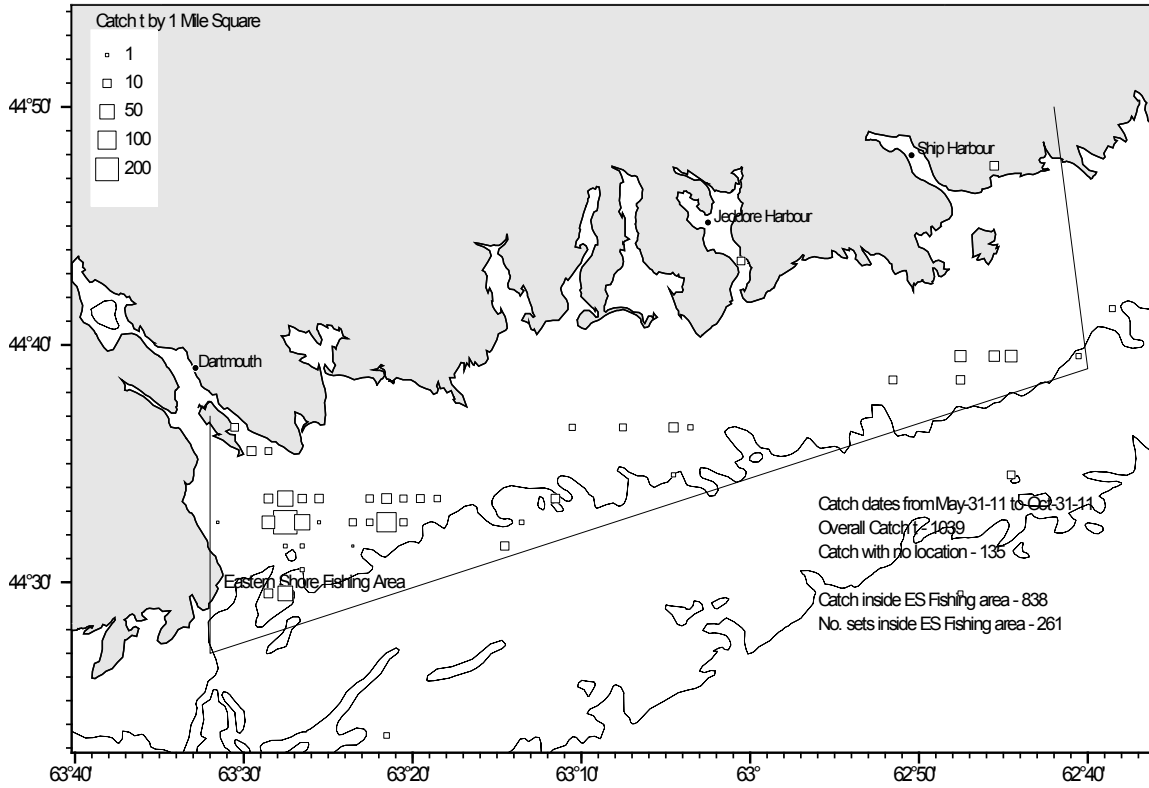 Catch t by 1 Mile Square
1
10
50
100
200
44°50'
44°40'
44°30'
Ship Harbour
Jeddore Harbour
Dartmouth
Eastern Shore Fishing Area
Catch dates from May-31-11 to Oct-31-11
Overall Catch t - 1039
Catch with no location - 135
Catch inside ES Fishing area - 838
No. sets inside ES Fishing area - 261
63°40' 63°30' 63°20' 63°10' 63° 62°50' 62°40'